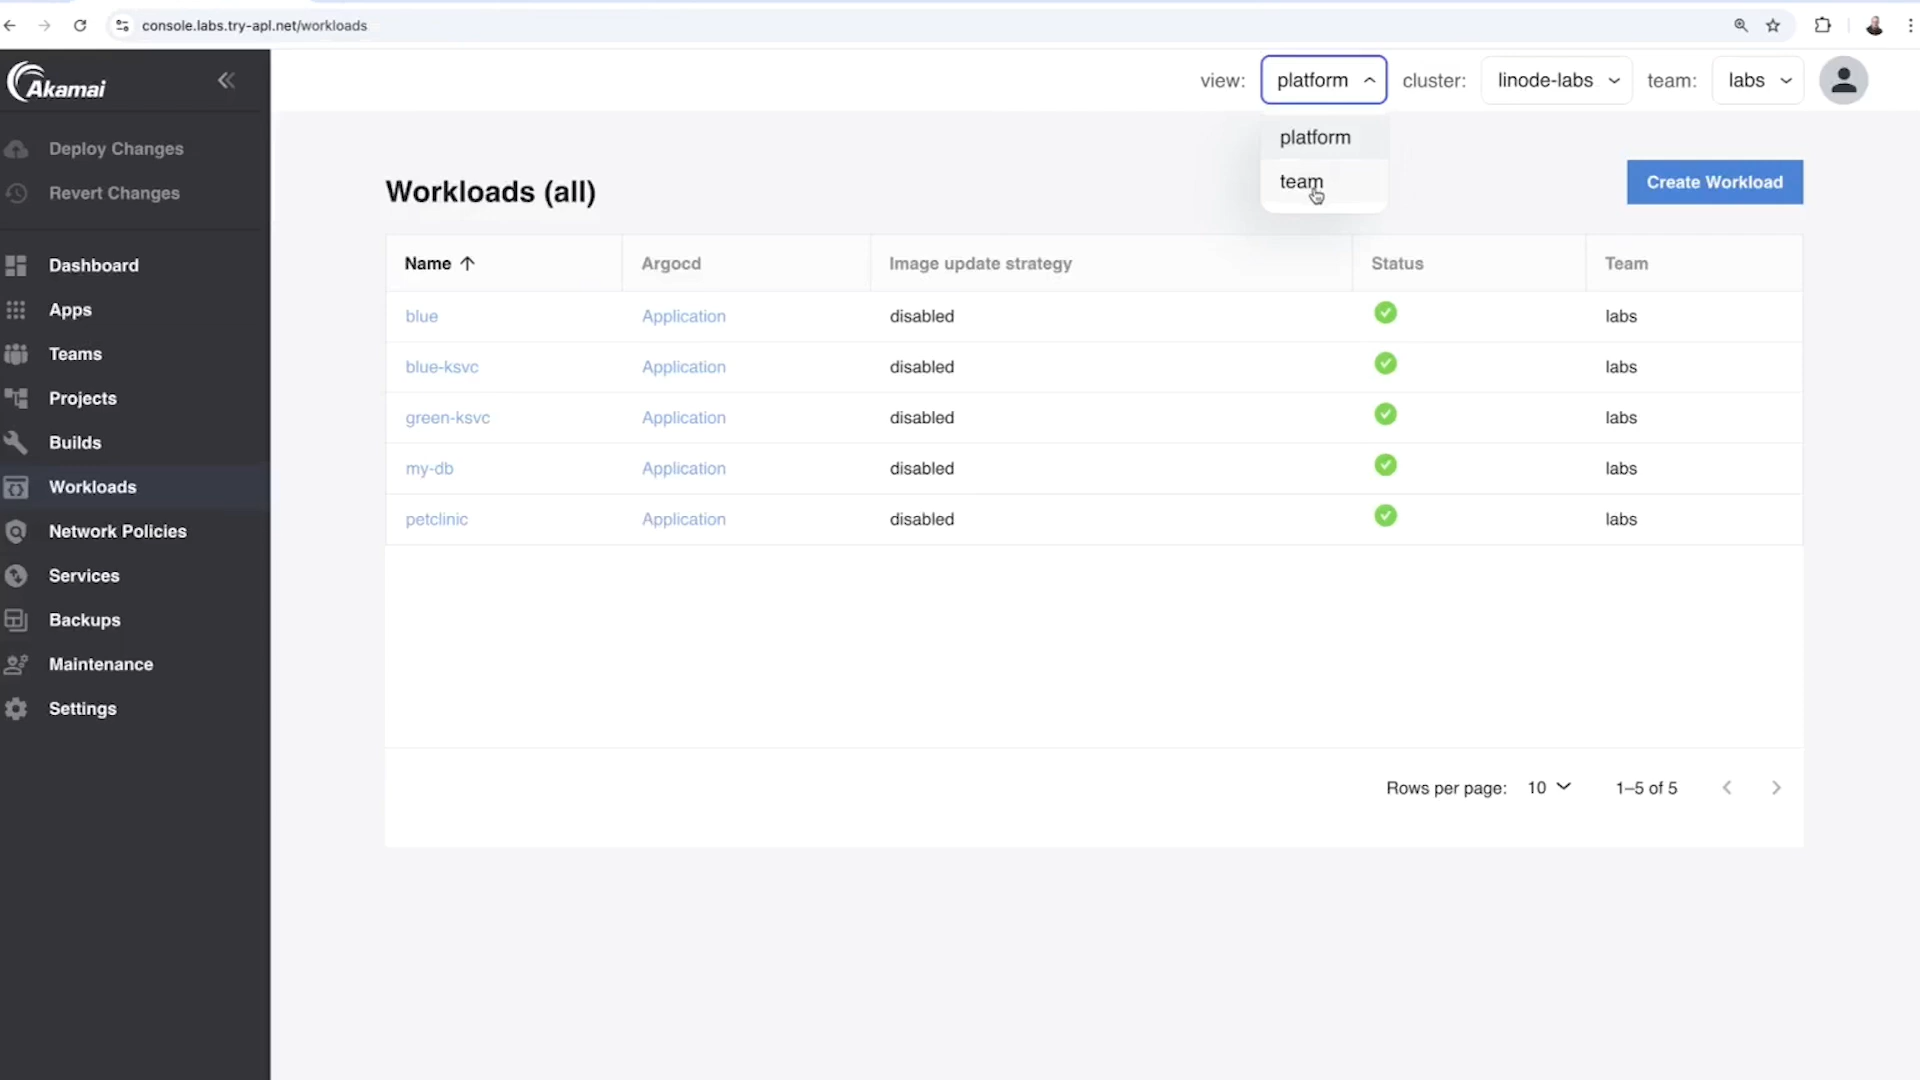 console.labs.try-apl.net/workloads
Akamai
view: platform cluster: linode-labs team: labs
platform
team
Deploy Changes
Revert Changes
Dashboard
Apps
Teams
Projects
Builds
Workloads
Network Policies
Services
Backups
Maintenance
Settings
Workloads (all)
Create Workload
Name Argocd Image update strategy Status Team
blue Application disabled labs
blue-ksvc Application disabled labs
green-ksvc Application disabled labs
my-db Application disabled labs
petclinic Application disabled labs
Rows per page: 10 1–5 of 5